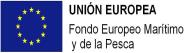 UNIÓN EUROPEA
Fondo Europeo Marítimo
y de la Pesca